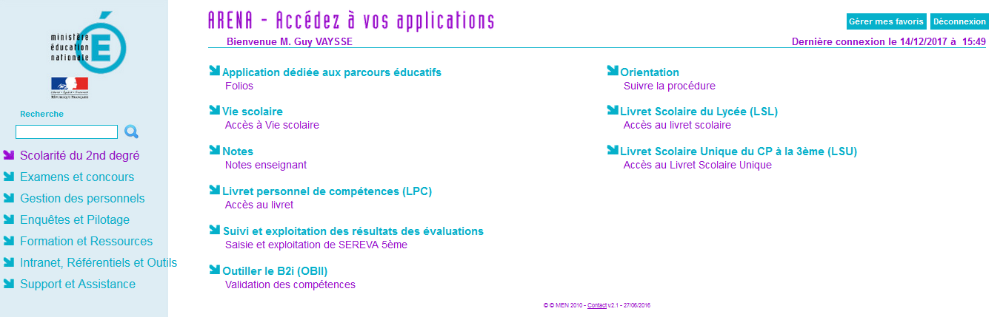 ministère
éducation
nationale
É
RÉPUBLIQUE FRANÇAISE
Recherche
Scolarité du 2nd degré
Examens et concours
Gestion des personnels
Enquêtes et Pilotage
Formation et Ressources
Intranet, Référentiels et Outils
Support et Assistance
ARENA - Accédez à vos applications
Gérer mes favoris
Déconnexion
Bienvenue M. Guy VAYSSE
Dernière connexion le 14/12/2017 à 15:49
Application dédiée aux parcours éducatifs
Folios
Vie scolaire
Accès à Vie scolaire
Notes
Notes enseignant
Livret personnel de compétences (LPC)
Accès au livret
Suivi et exploitation des résultats des évaluations
Saisie et exploitation de SEREVA 5ème
Outiller le B2i (OBII)
Validation des compétences
Orientation
Suivre la procédure
Livret Scolaire du Lycée (LSL)
Accès au livret scolaire
Livret Scolaire Unique du CP à la 3ème (LSU)
Accès au Livret Scolaire Unique
© © MEN 2010 - Contact v.2.1 - 27/06/2016